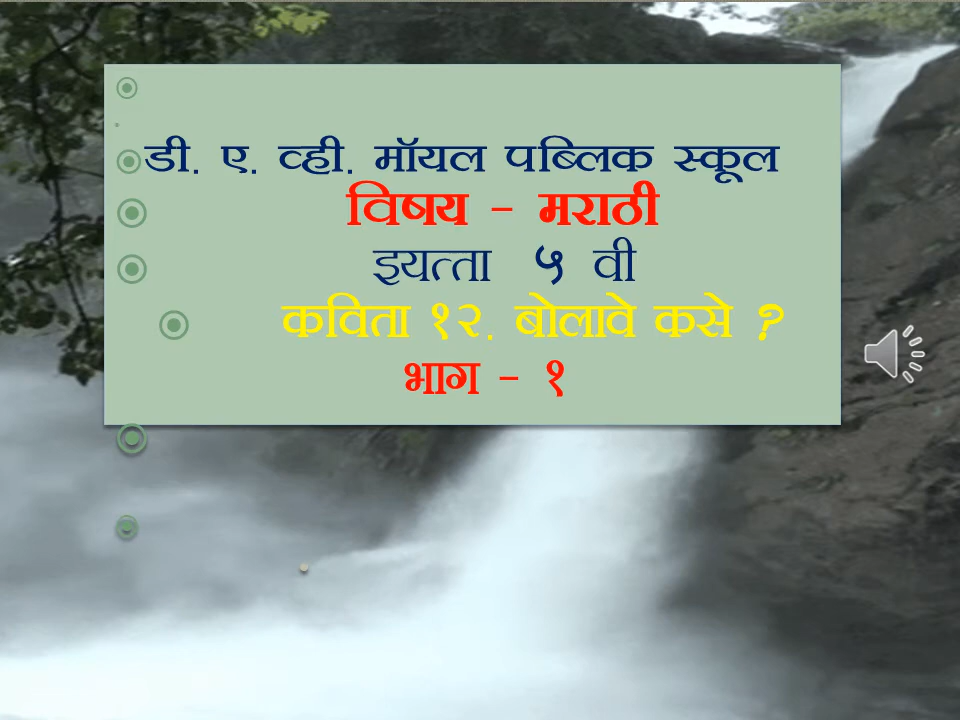 डी. ए. व्ही. मॉयल पब्लिक स्कूल
विषय - मराठी
इयत्ता ५ वी
कविता १२. बोलावे कसे ?
भाग - १